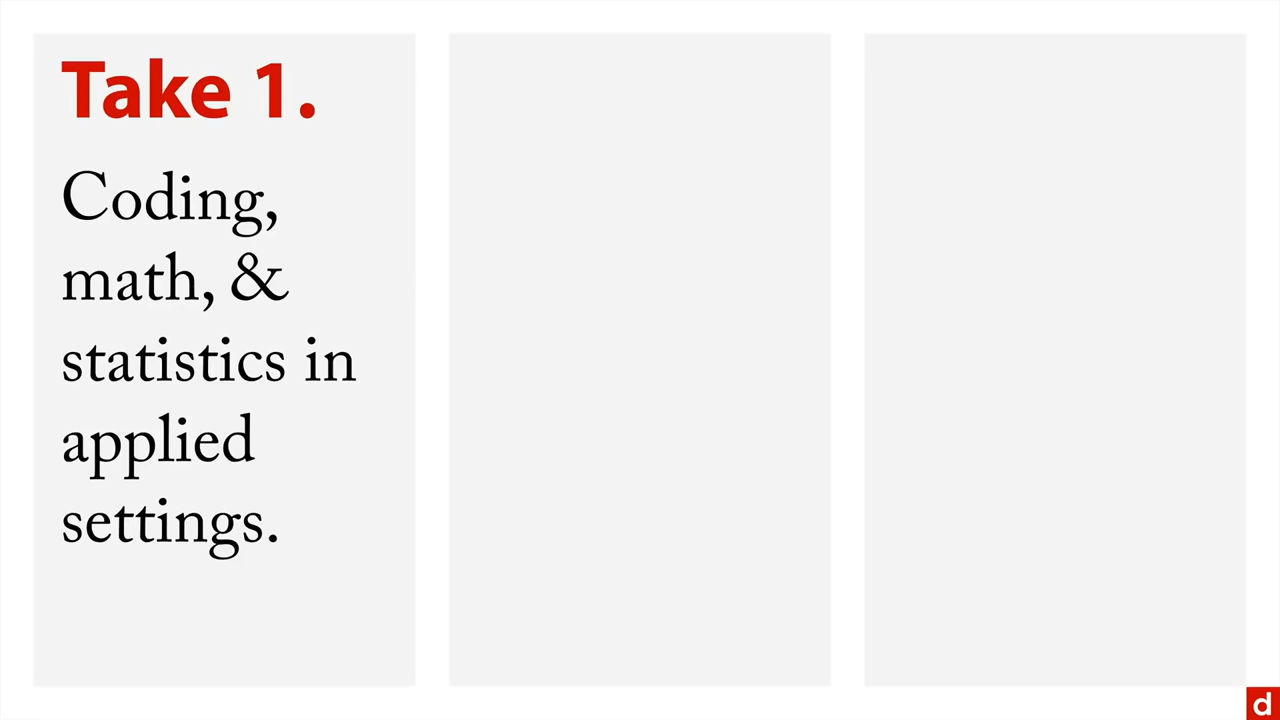 Take 1.
Coding,
math, &
statistics in
applied
settings.
d